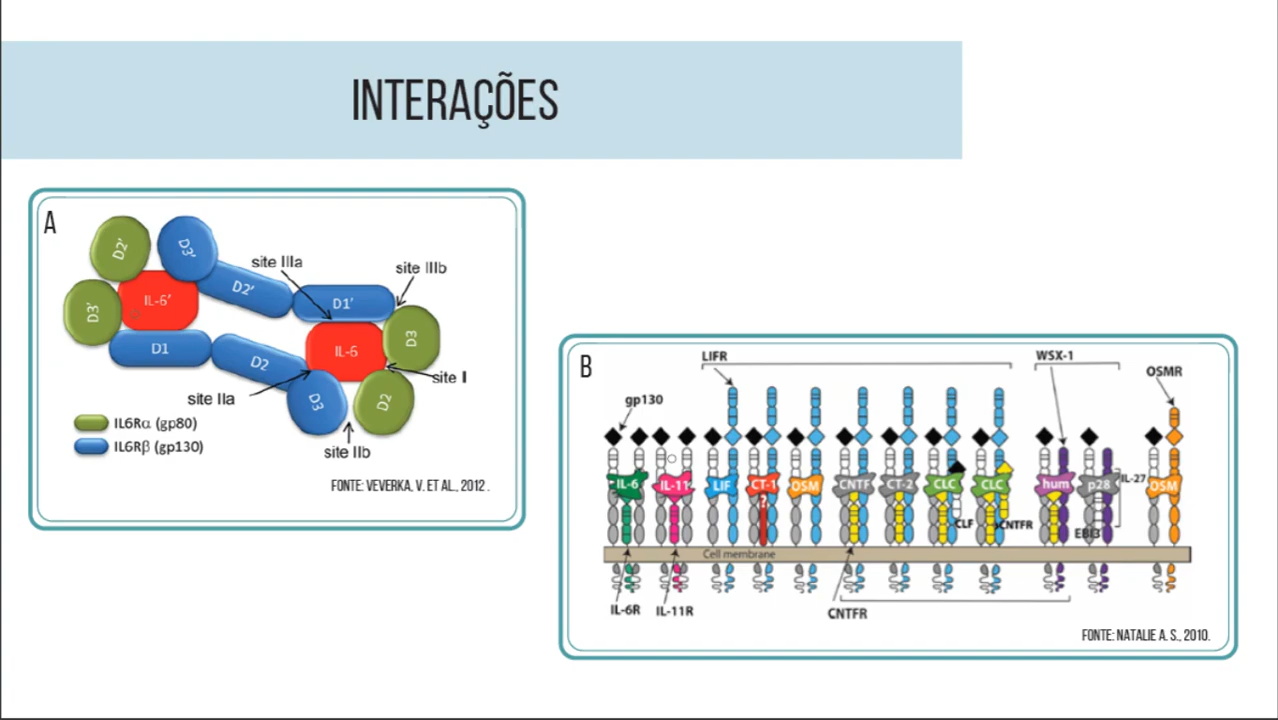 INTERAÇÕES
A
D2′
D3′
site IIIa
site IIIb
D2′
IL-6′
D1′
D3′
D3
D1
IL-6
D2
site I
site IIa
D3
D2
IL6Rα (gp80)
IL6Rβ (gp130)
site IIb
FONTE: VEVERKA, V. ET AL., 2012.
B
LIFR
WSX-1
OSMR
gp130
IL-6 IL-11 LIF CT-1 OSM CNTF CT-2 CLC CLC hum p28 IL-27 OSM
?
CLF CNTFR EBI3
Cell membrane
IL-6R IL-11R CNTFR
FONTE: NATALIE A. S., 2010.